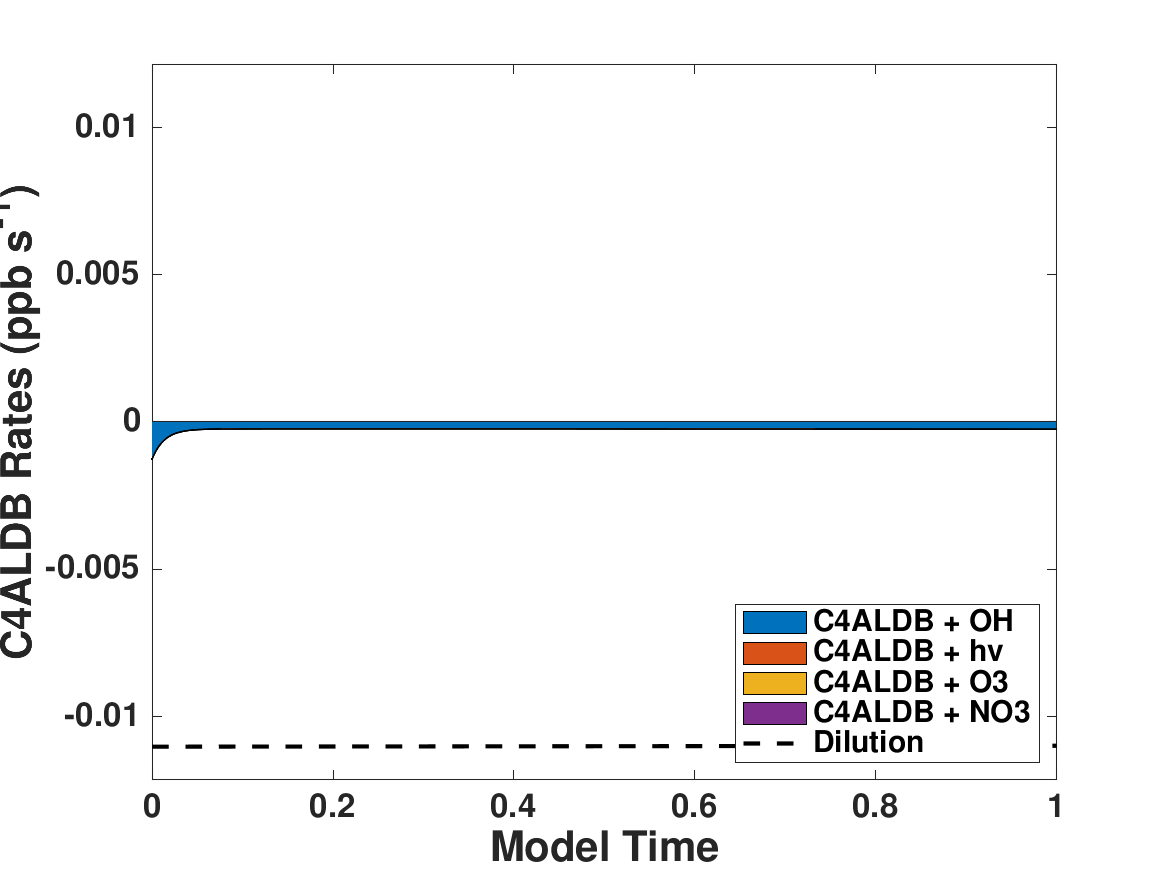 C4ALDB Rates (ppb s⁻¹)
0.01
0.005
0
-0.005
-0.01
C4ALDB + OH
C4ALDB + hv
C4ALDB + O3
C4ALDB + NO3
Dilution
0 0.2 0.4 0.6 0.8 1
Model Time